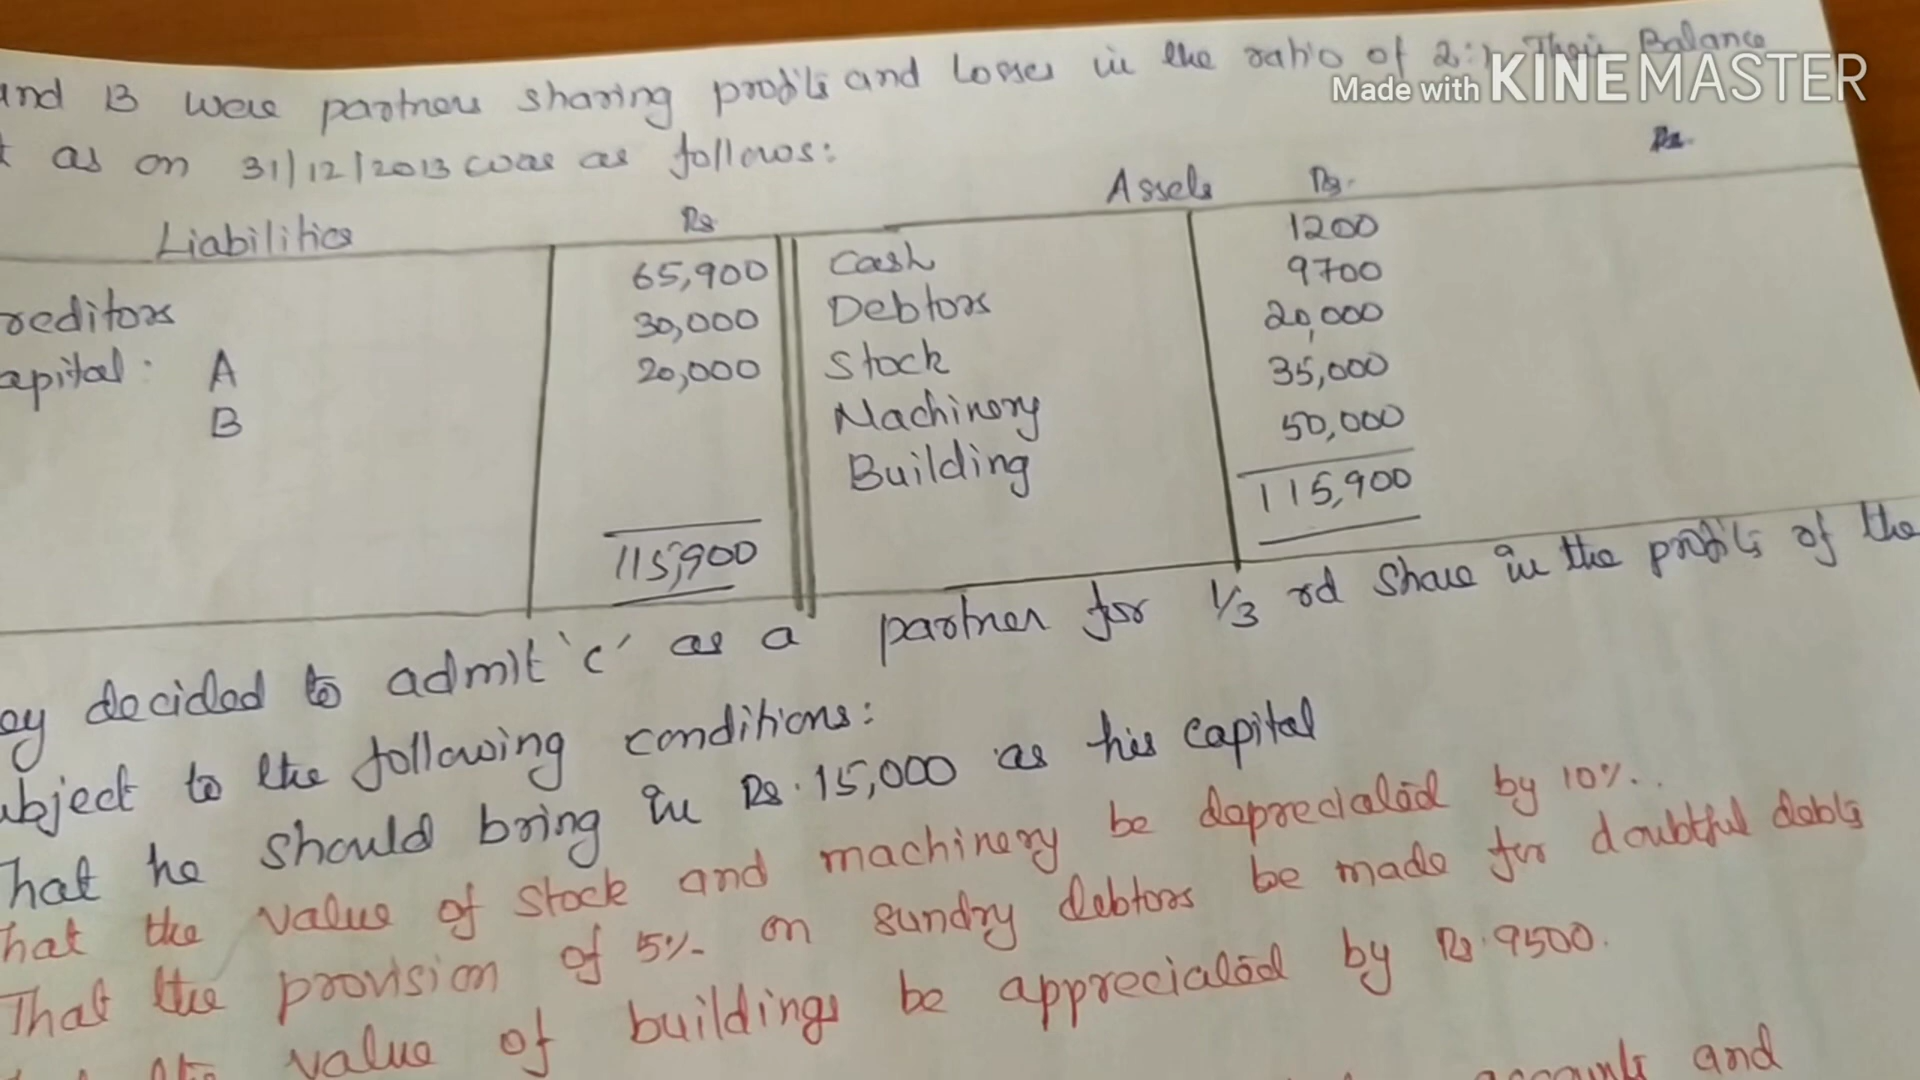 and B were partners sharing profits and Losses in the ratio of 2:1 Their Balance
Made with KINEMASTER
as on 31/12/2013 was as follows:
Rs.
Liabilities Rs Assets Rs.
reditors 65,900 Cash 1200
apital: A 30,000 Debtors 9700
B 20,000 Stock 20,000
Machinery 35,000
Building 50,000
115,900 115,900
ey decided to admit 'c' as a partner for 1/3 rd Share in the profits of the
ubject to the following conditions:
That he should bring in Rs. 15,000 as his capital
hat the value of stock and machinery be depreciated by 10%.
That the provision of 5% on sundry debtors be made for doubtful debts
value of buildings be appreciated by Rs. 9500.
accounts and